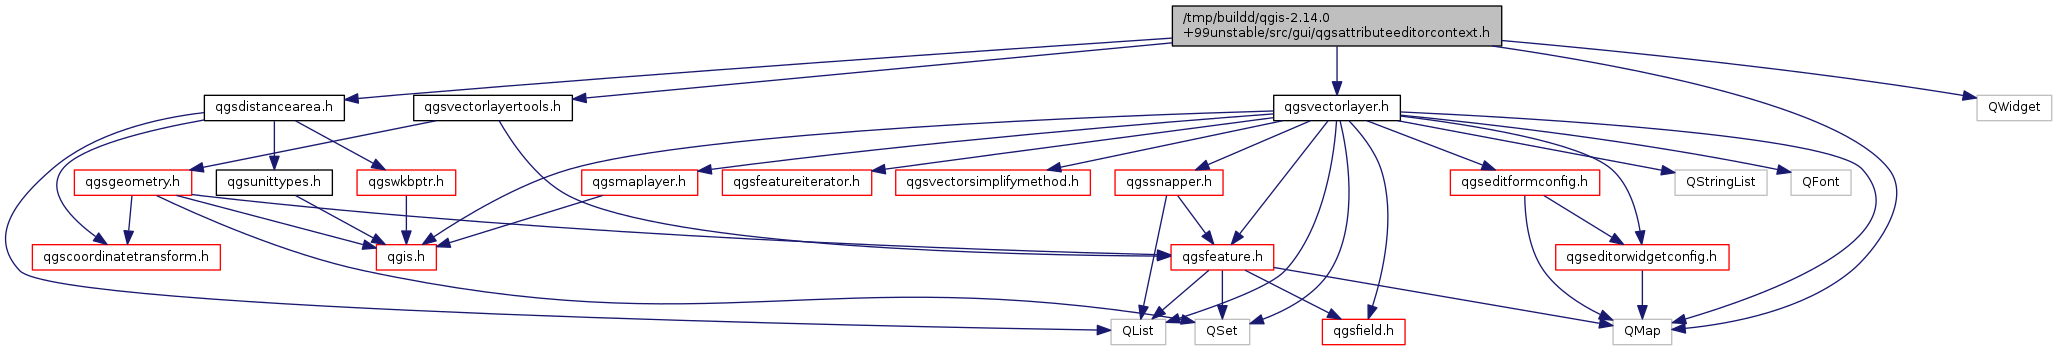 /tmp/buildd/qgis-2.14.0
+99unstable/src/gui/qgsattributeeditorcontext.h
qgsdistancearea.h
qgsvectorlayertools.h
qgsvectorlayer.h
QWidget
qgsgeometry.h
qgsunittypes.h
qgswkbptr.h
qgsmaplayer.h
qgsfeatureiterator.h
qgsvectorsimplifymethod.h
qgssnapper.h
qgseditformconfig.h
QStringList
QFont
qgscoordinatetransform.h
qgis.h
qgsfeature.h
qgseditorwidgetconfig.h
QList
QSet
qgsfield.h
QMap